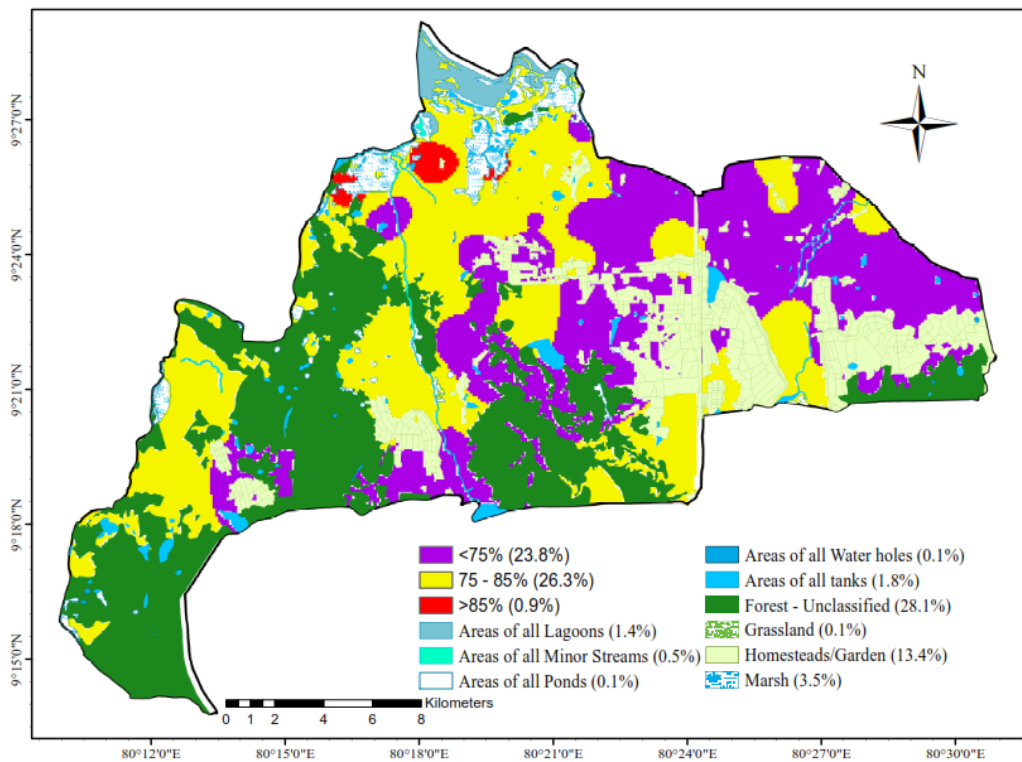 N
9°27'0"N
9°24'0"N
9°21'0"N
9°18'0"N
9°15'0"N
<75% (23.8%)
75 - 85% (26.3%)
>85% (0.9%)
Areas of all Lagoons (1.4%)
Areas of all Minor Streams (0.5%)
Areas of all Ponds (0.1%)
Areas of all Water holes (0.1%)
Areas of all tanks (1.8%)
Forest - Unclassified (28.1%)
Grassland (0.1%)
Homesteads/Garden (13.4%)
Marsh (3.5%)
Kilometers
0 1 2 4 6 8
80°12'0"E 80°15'0"E 80°18'0"E 80°21'0"E 80°24'0"E 80°27'0"E 80°30'0"E